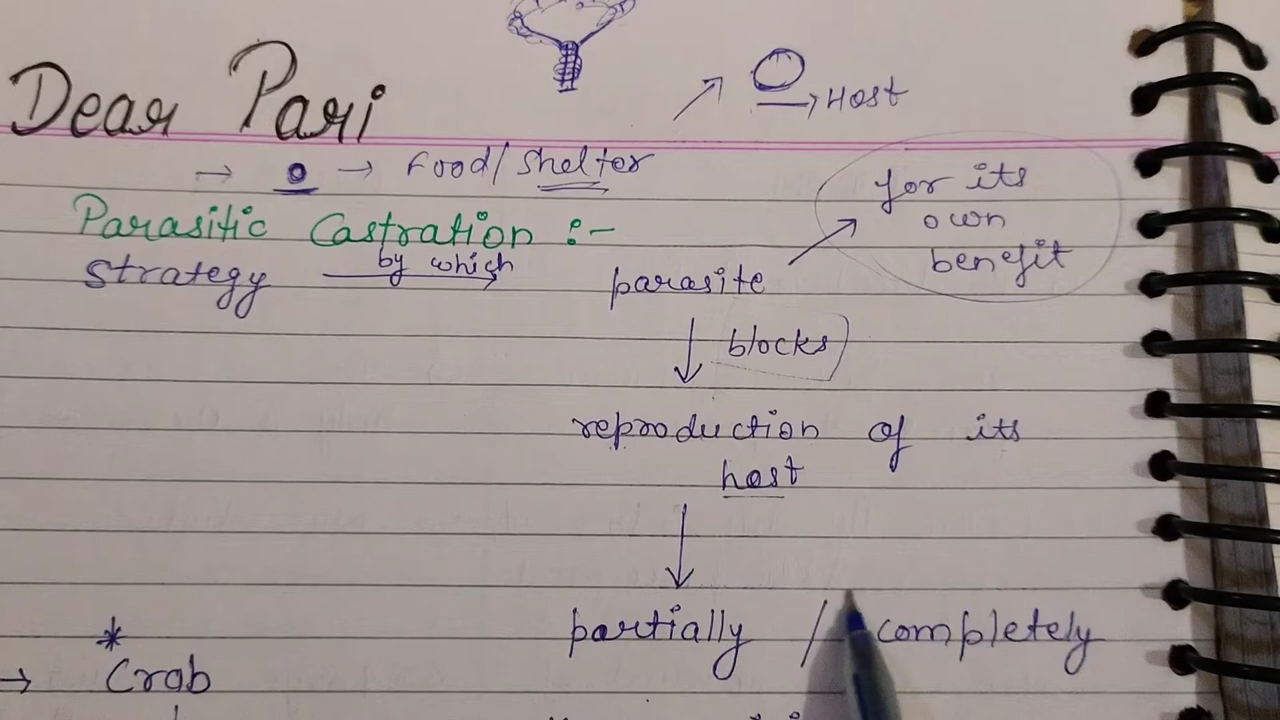 Dear Pari
→ Host
→ → Food/Shelter
Parasitic Castration :-
strategy by which → parasite → for its own benefit
↓ blocks
reproduction of its
host
↓
partially / completely
*
→ Crab